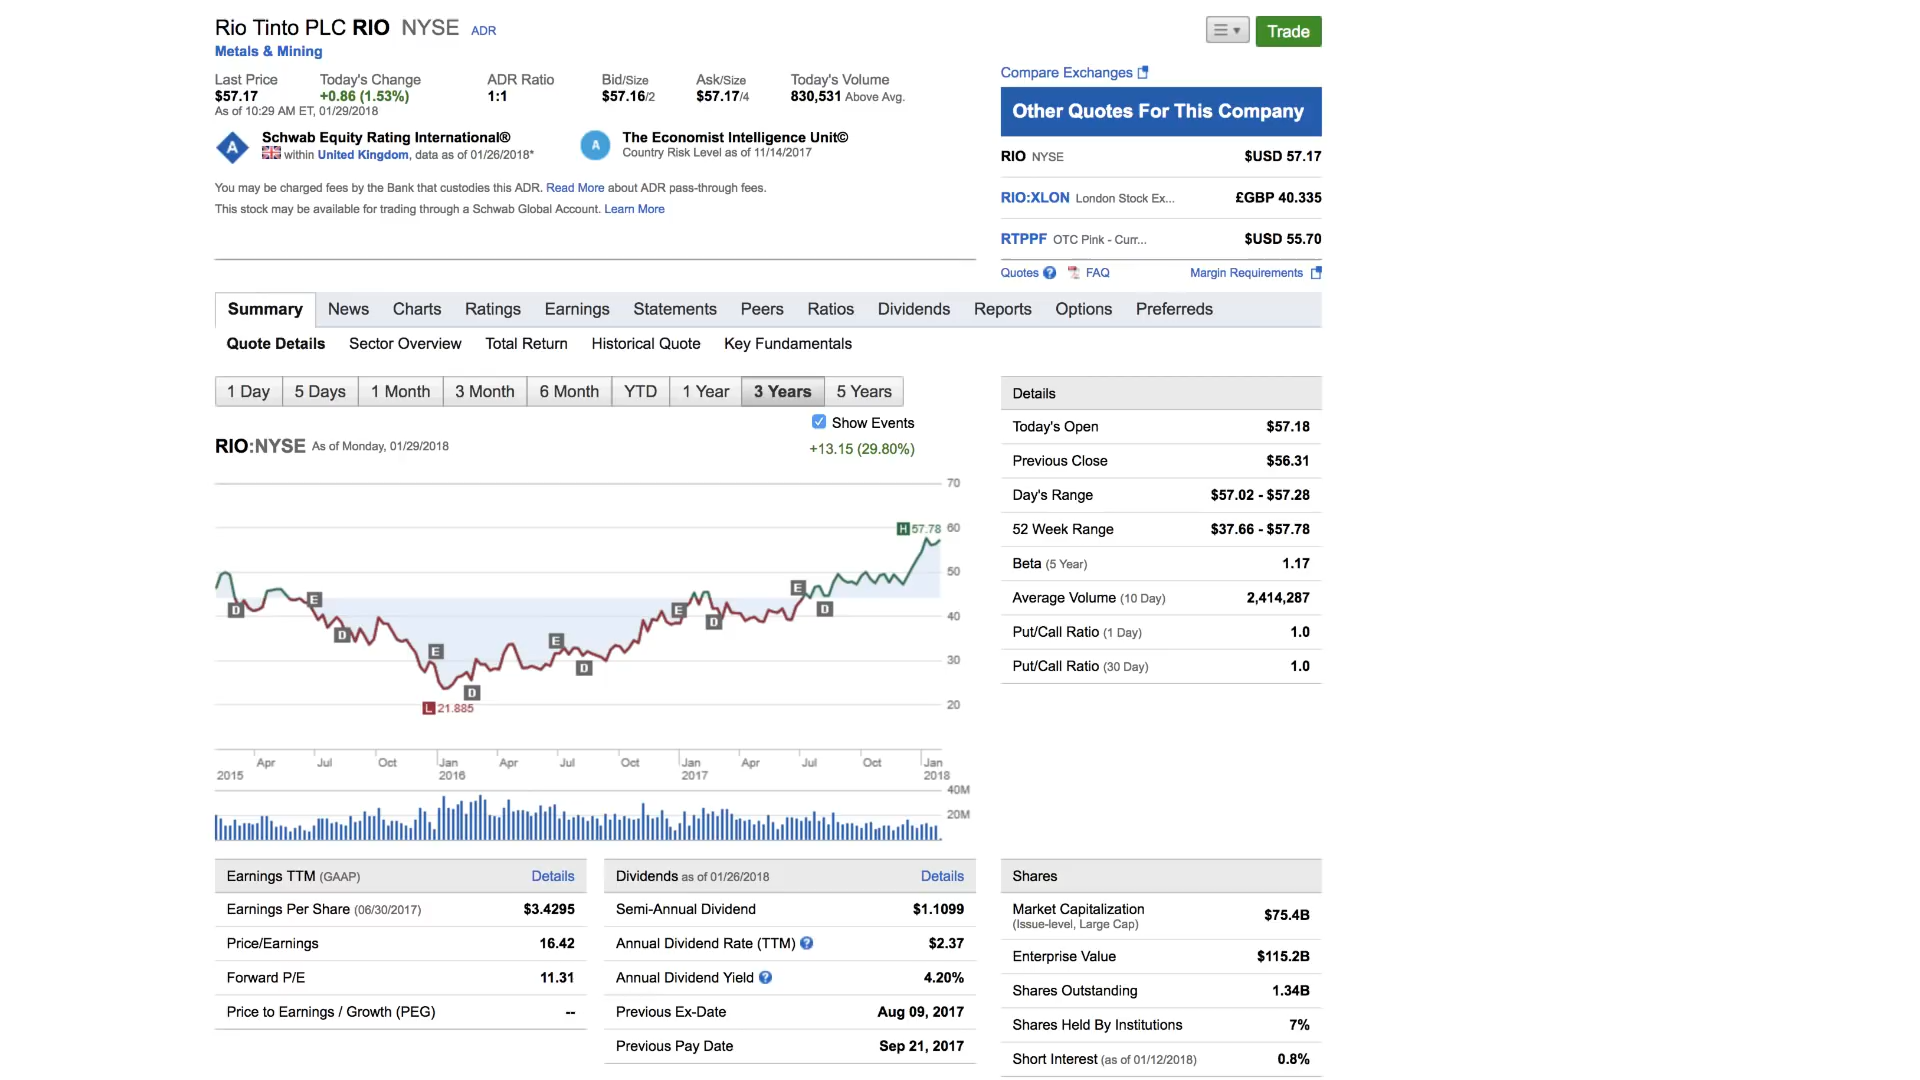 Rio Tinto PLC RIO NYSE ADR
Metals & Mining
Trade
Last Price
$57.17
As of 10:29 AM ET, 01/29/2018
Today's Change
+0.86 (1.53%)
ADR Ratio
1:1
Bid/Size
$57.16/2
Ask/Size
$57.17/4
Today's Volume
830,531 Above Avg.
A
Schwab Equity Rating International®
within United Kingdom, data as of 01/26/2018*
A
The Economist Intelligence Unit©
Country Risk Level as of 11/14/2017
You may be charged fees by the Bank that custodies this ADR. Read More about ADR pass-through fees.
This stock may be available for trading through a Schwab Global Account. Learn More
Compare Exchanges
Other Quotes For This Company
RIO NYSE $USD 57.17
RIO:XLON London Stock Ex... £GBP 40.335
RTPPF OTC Pink - Curr... $USD 55.70
Quotes ? FAQ Margin Requirements
Summary News Charts Ratings Earnings Statements Peers Ratios Dividends Reports Options Preferreds
Quote Details Sector Overview Total Return Historical Quote Key Fundamentals
1 Day 5 Days 1 Month 3 Month 6 Month YTD 1 Year 3 Years 5 Years
Show Events
RIO:NYSE As of Monday, 01/29/2018
+13.15 (29.80%)
70
H 57.78 60
50
E
E
E
D
D
40
D
D
E
E
30
D
D
L 21.885
20
Apr Jul Oct Jan Apr Jul Oct Jan Apr Jul Oct Jan
2015 2016 2017 2018
40M
20M
Details
Today's Open $57.18
Previous Close $56.31
Day's Range $57.02 - $57.28
52 Week Range $37.66 - $57.78
Beta (5 Year) 1.17
Average Volume (10 Day) 2,414,287
Put/Call Ratio (1 Day) 1.0
Put/Call Ratio (30 Day) 1.0
Earnings TTM (GAAP) Details
Earnings Per Share (06/30/2017) $3.4295
Price/Earnings 16.42
Forward P/E 11.31
Price to Earnings / Growth (PEG) --
Dividends as of 01/26/2018 Details
Semi-Annual Dividend $1.1099
Annual Dividend Rate (TTM) ? $2.37
Annual Dividend Yield ? 4.20%
Previous Ex-Date Aug 09, 2017
Previous Pay Date Sep 21, 2017
Shares
Market Capitalization $75.4B
(Issue-level, Large Cap)
Enterprise Value $115.2B
Shares Outstanding 1.34B
Shares Held By Institutions 7%
Short Interest (as of 01/12/2018) 0.8%